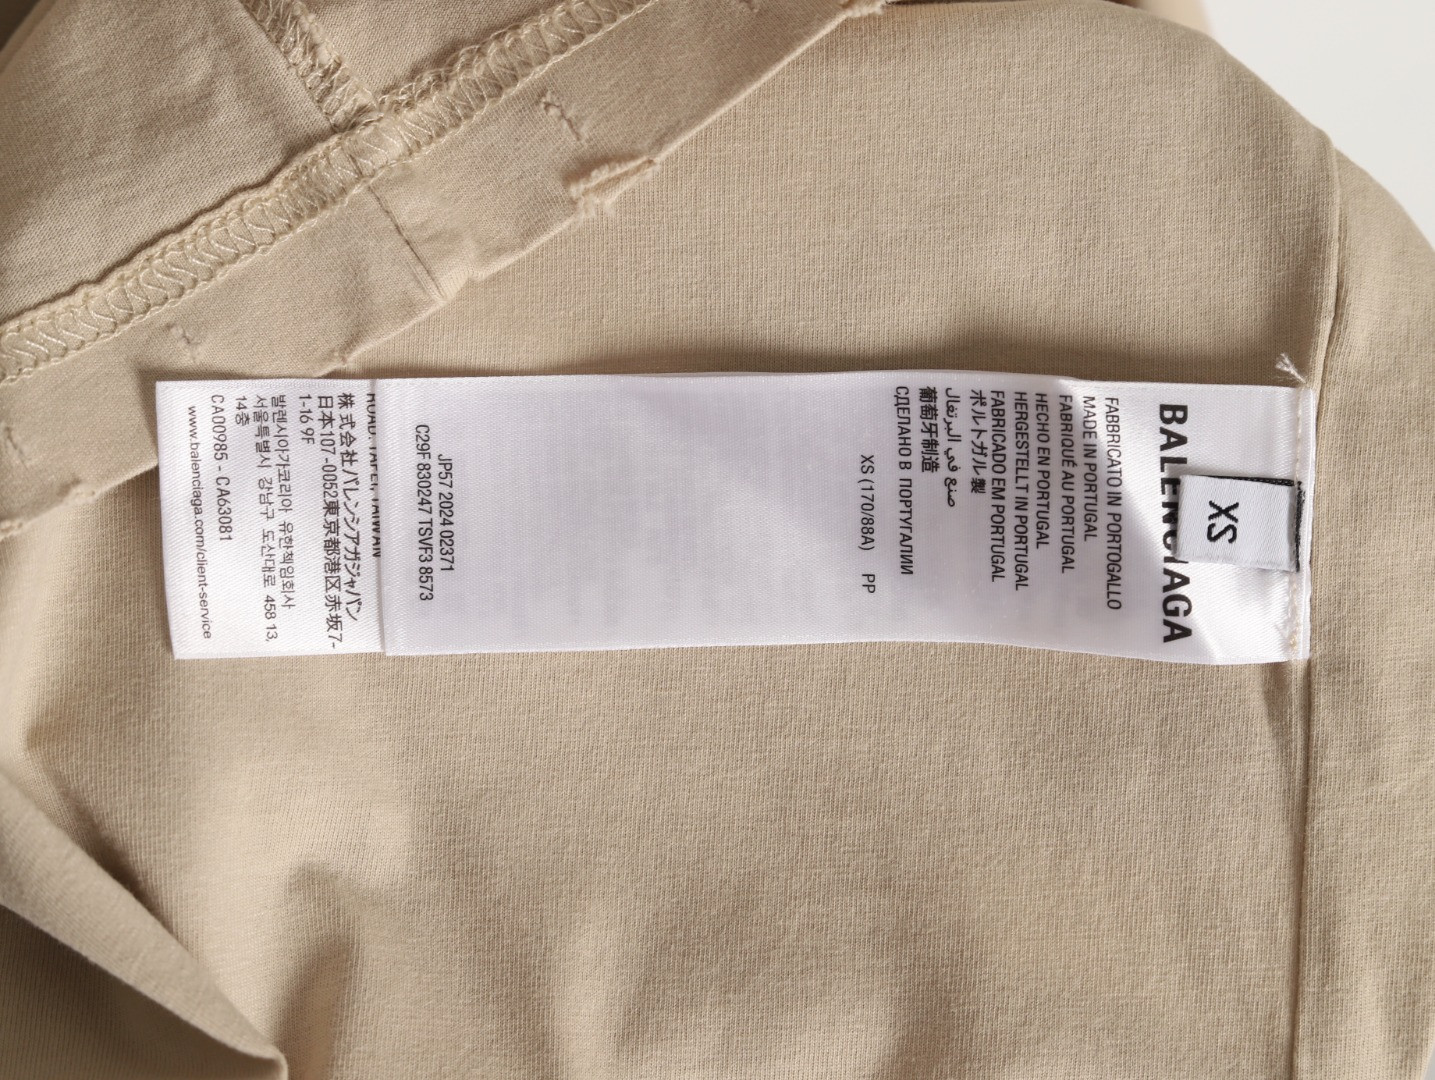 BALENCIAGA
XS
FABBRICATO IN PORTOGALLO
MADE IN PORTUGAL
FABRIQUÉ AU PORTUGAL
HECHO EN PORTUGAL
HERGESTELLT IN PORTUGAL
FABRICADO EM PORTUGAL
ポルトガル製
صنع في البرتغال
葡萄牙制造
СДЕЛАНО В ПОРТУГАЛИИ
XS (170/88A) PP
JP57 2024 02371
C29F 830247 TSVF3 8573
ROAD. TAIPEI, TAIWAN
株式会社バレンシアガジャパン
日本107-0052東京都港区赤坂7-
1-16 9F
발렌시아가코리아 유한책임회사
서울특별시 강남구 도산대로 458 13,
14층
CA00985 - CA63081
www.balenciaga.com/client-service